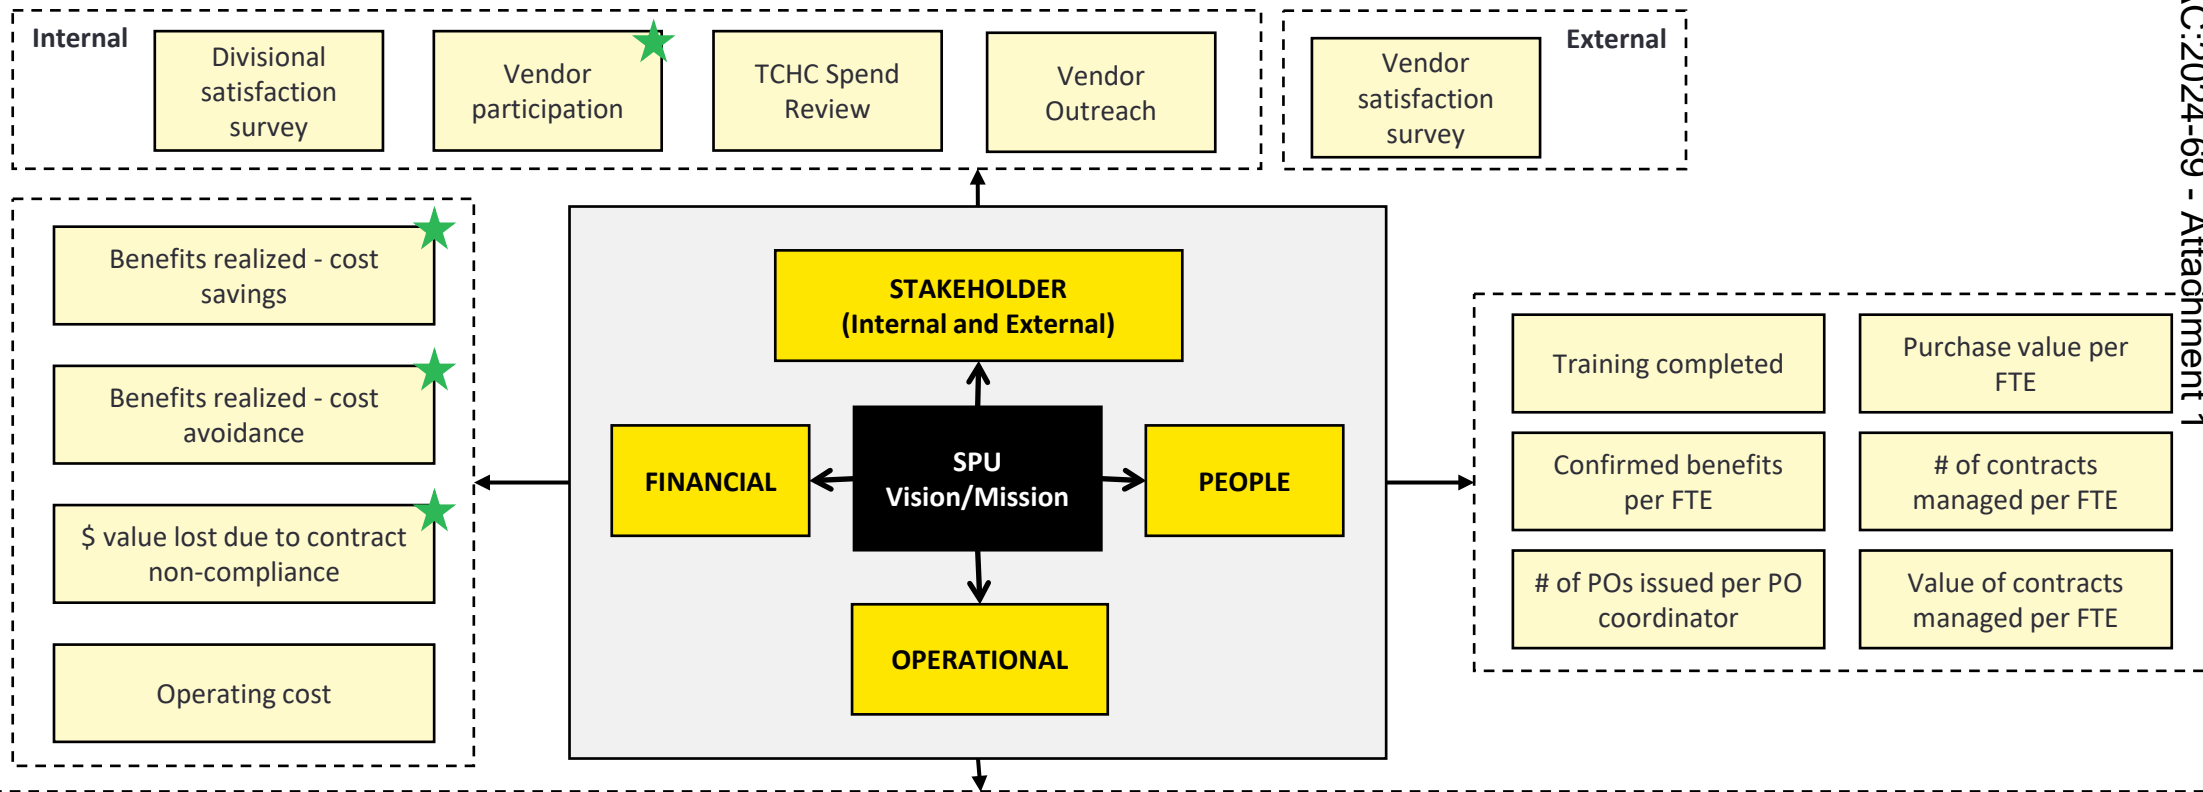 Internal
Divisional
satisfaction
survey
Vendor
participation
TCHC Spend
Review
Vendor
Outreach
External
Vendor
satisfaction
survey
Benefits realized - cost
savings
Benefits realized - cost
avoidance
$ value lost due to contract
non-compliance
Operating cost
STAKEHOLDER
(Internal and External)
FINANCIAL
SPU
Vision/Mission
PEOPLE
OPERATIONAL
Training completed
Purchase value per
FTE
Confirmed benefits
per FTE
# of contracts
managed per FTE
# of POs issued per PO
coordinator
Value of contracts
managed per FTE
C:2024-69 - Attachment 1